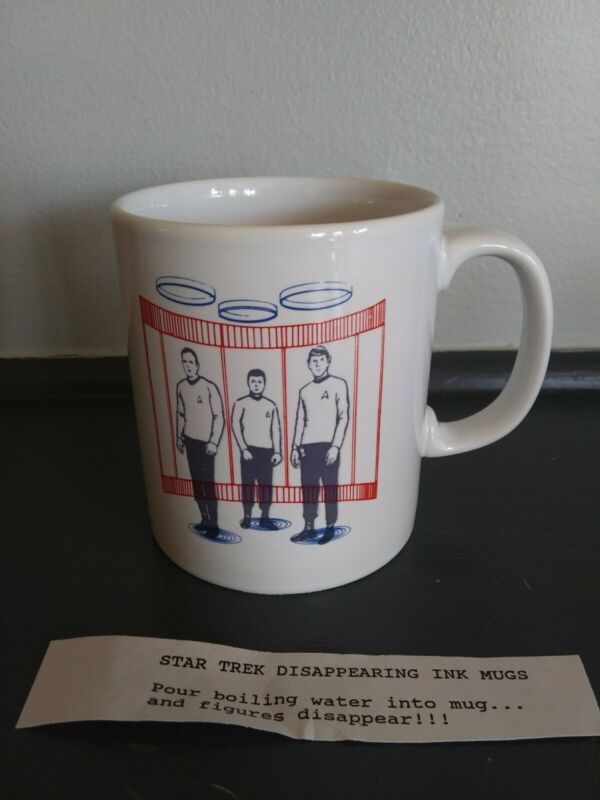 STAR TREK DISAPPEARING INK MUGS
Pour boiling water into mug...
and figures disappear!!!